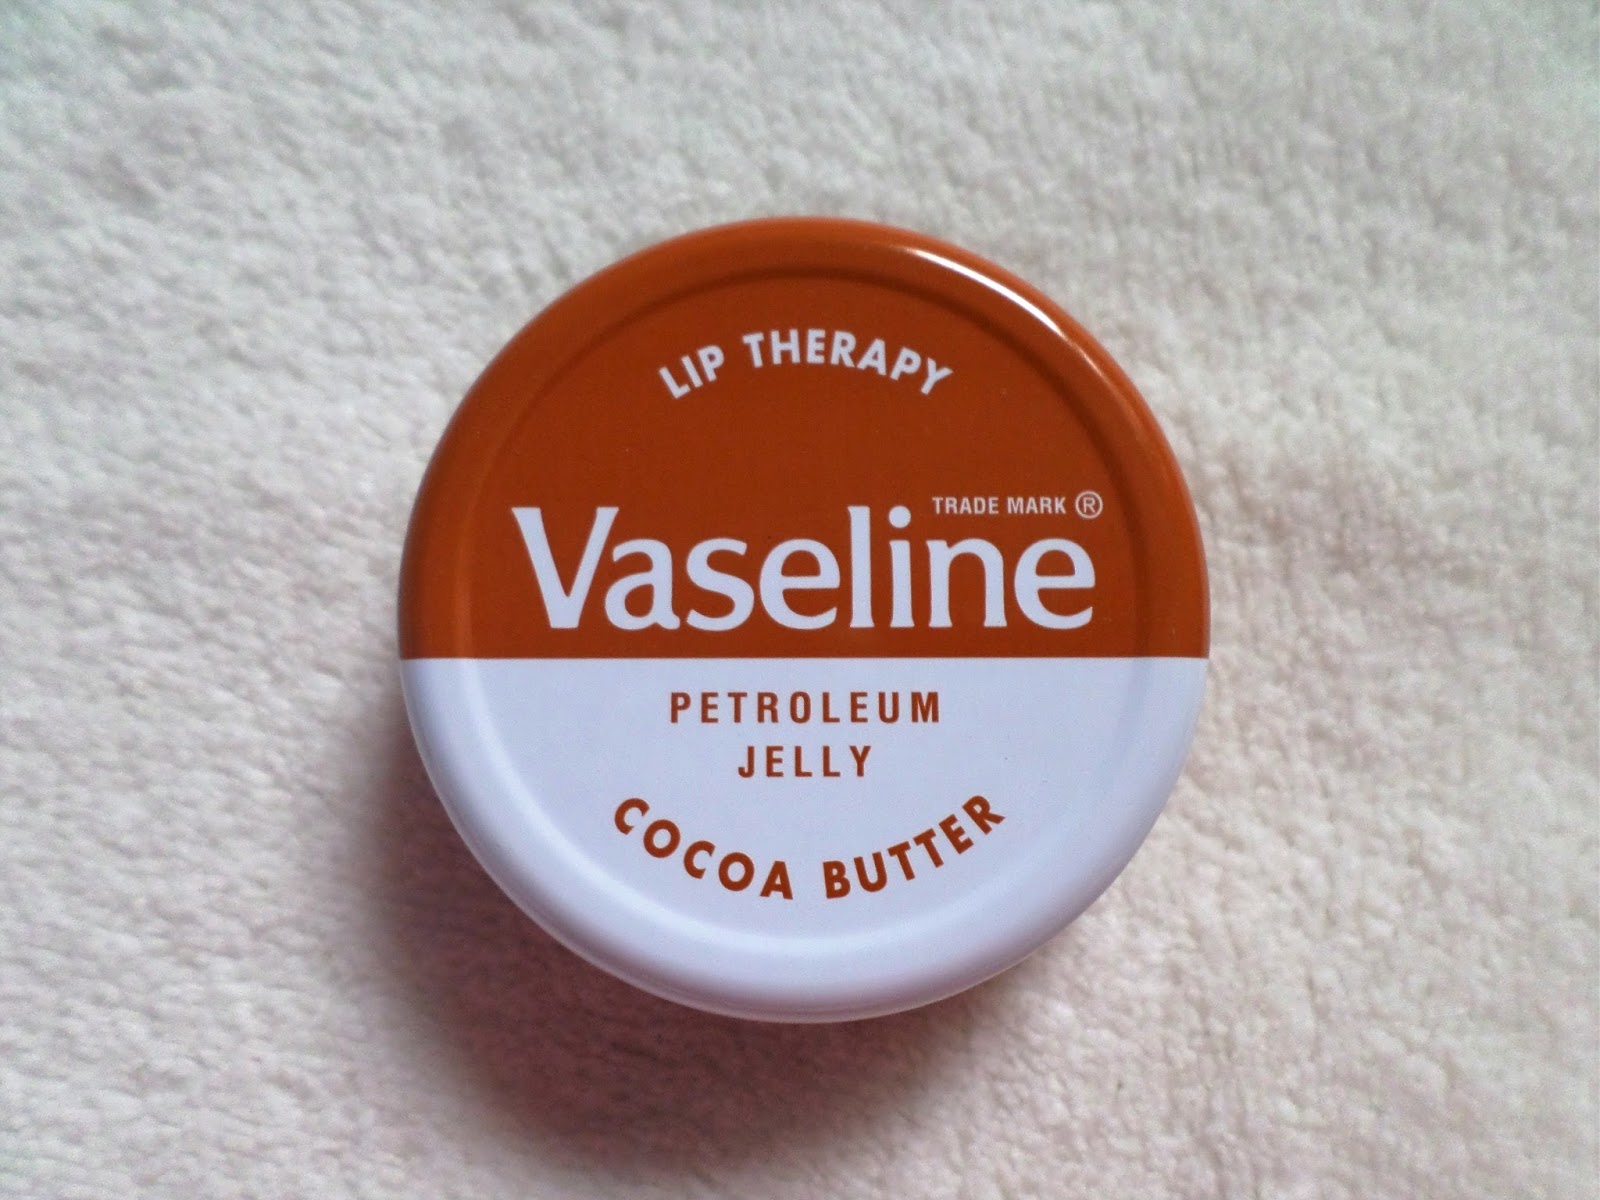 LIP THERAPY
TRADE MARK ®
Vaseline
PETROLEUM
JELLY
COCOA BUTTER